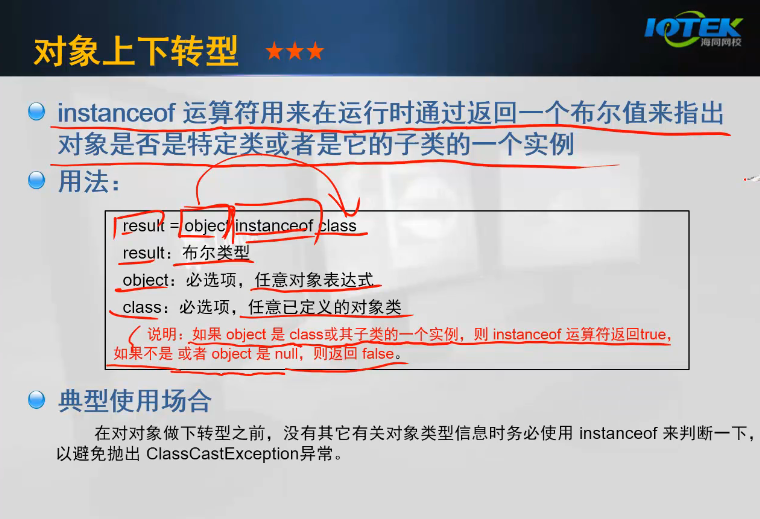 对象上下转型 ★★★
IOTEK
海同网校
instanceof 运算符用来在运行时通过返回一个布尔值来指出
对象是否是特定类或者是它的子类的一个实例
用法：
result = object instanceof class
result：布尔类型
object：必选项，任意对象表达式
class：必选项，任意已定义的对象类
说明：如果 object 是 class或其子类的一个实例，则 instanceof 运算符返回true，
如果不是 或者 object 是 null，则返回 false。
典型使用场合
在对对象做下转型之前，没有其它有关对象类型信息时务必使用 instanceof 来判断一下，
以避免抛出 ClassCastException异常。